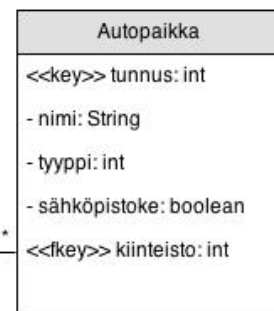 Autopaikka
<<key>> tunnus: int
- nimi: String
- tyyppi: int
- sähköpistoke: boolean
* <<fkey>> kiinteisto: int